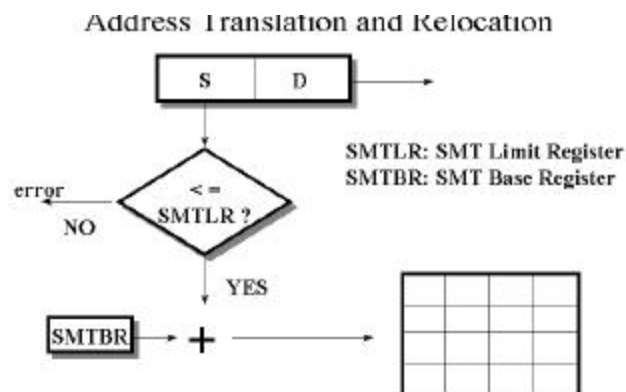 Address Translation and Relocation
S D
SMTLR: SMT Limit Register
SMTBR: SMT Base Register
error
< =
SMTLR ?
NO
YES
SMTBR
+